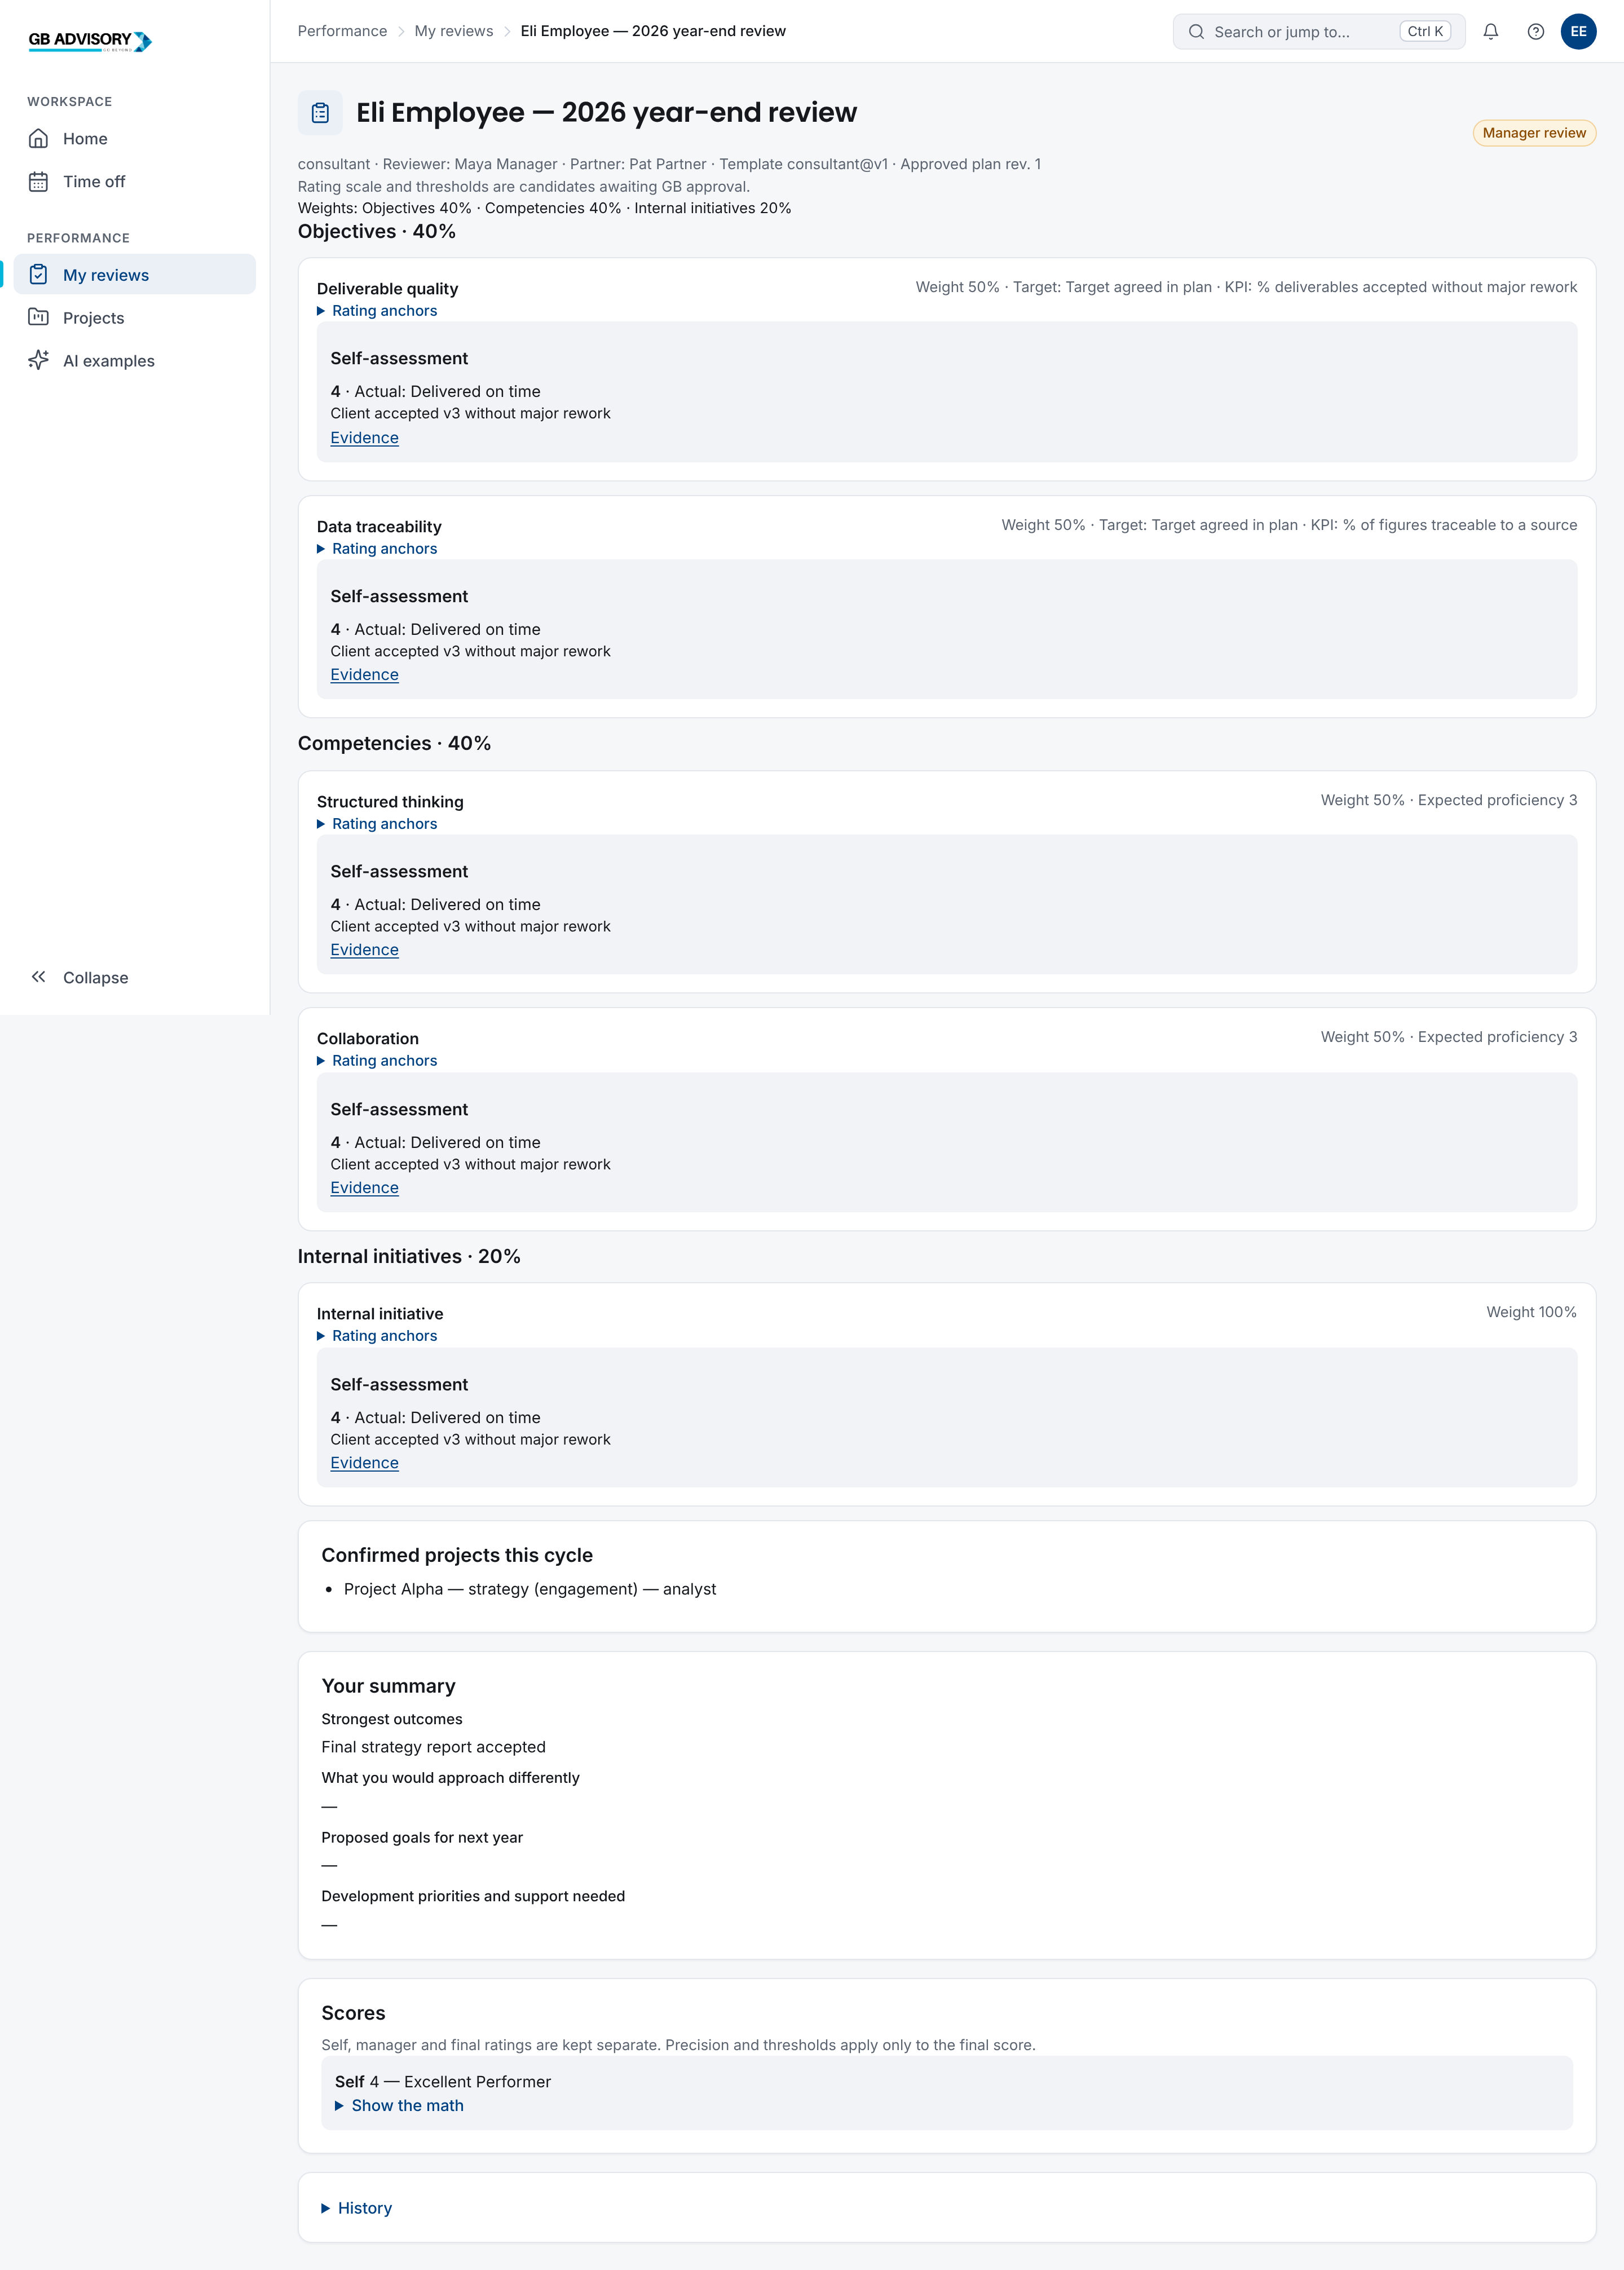 GB ADVISORY
WORKSPACE
Home
Time off
PERFORMANCE
My reviews
Projects
AI examples
Collapse
Performance > My reviews > Eli Employee — 2026 year-end review
Search or jump to... Ctrl K
EE
Eli Employee — 2026 year-end review
Manager review
consultant · Reviewer: Maya Manager · Partner: Pat Partner · Template consultant@v1 · Approved plan rev. 1
Rating scale and thresholds are candidates awaiting GB approval.
Weights: Objectives 40% · Competencies 40% · Internal initiatives 20%
Objectives · 40%
Deliverable quality
Weight 50% · Target: Target agreed in plan · KPI: % deliverables accepted without major rework
Rating anchors
Self-assessment
4 · Actual: Delivered on time
Client accepted v3 without major rework
Evidence
Data traceability
Weight 50% · Target: Target agreed in plan · KPI: % of figures traceable to a source
Rating anchors
Self-assessment
4 · Actual: Delivered on time
Client accepted v3 without major rework
Evidence
Competencies · 40%
Structured thinking
Weight 50% · Expected proficiency 3
Rating anchors
Self-assessment
4 · Actual: Delivered on time
Client accepted v3 without major rework
Evidence
Collaboration
Weight 50% · Expected proficiency 3
Rating anchors
Self-assessment
4 · Actual: Delivered on time
Client accepted v3 without major rework
Evidence
Internal initiatives · 20%
Internal initiative
Weight 100%
Rating anchors
Self-assessment
4 · Actual: Delivered on time
Client accepted v3 without major rework
Evidence
Confirmed projects this cycle
• Project Alpha — strategy (engagement) — analyst
Your summary
Strongest outcomes
Final strategy report accepted
What you would approach differently
—
Proposed goals for next year
—
Development priorities and support needed
—
Scores
Self, manager and final ratings are kept separate. Precision and thresholds apply only to the final score.
Self 4 — Excellent Performer
Show the math
History